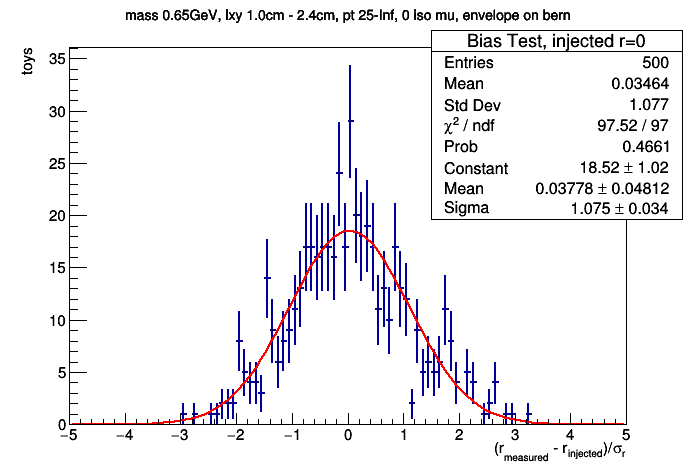 mass 0.65GeV, lxy 1.0cm - 2.4cm, pt 25-Inf, 0 Iso mu, envelope on bern
Bias Test, injected r=0
Entries 500
Mean 0.03464
Std Dev 1.077
χ² / ndf 97.52 / 97
Prob 0.4661
Constant 18.52 ± 1.02
Mean 0.03778 ± 0.04812
Sigma 1.075 ± 0.034
toys
35
30
25
20
15
10
5
0
−5 −4 −3 −2 −1 0 1 2 3 4 5
(r_measured - r_injected)/σ_r